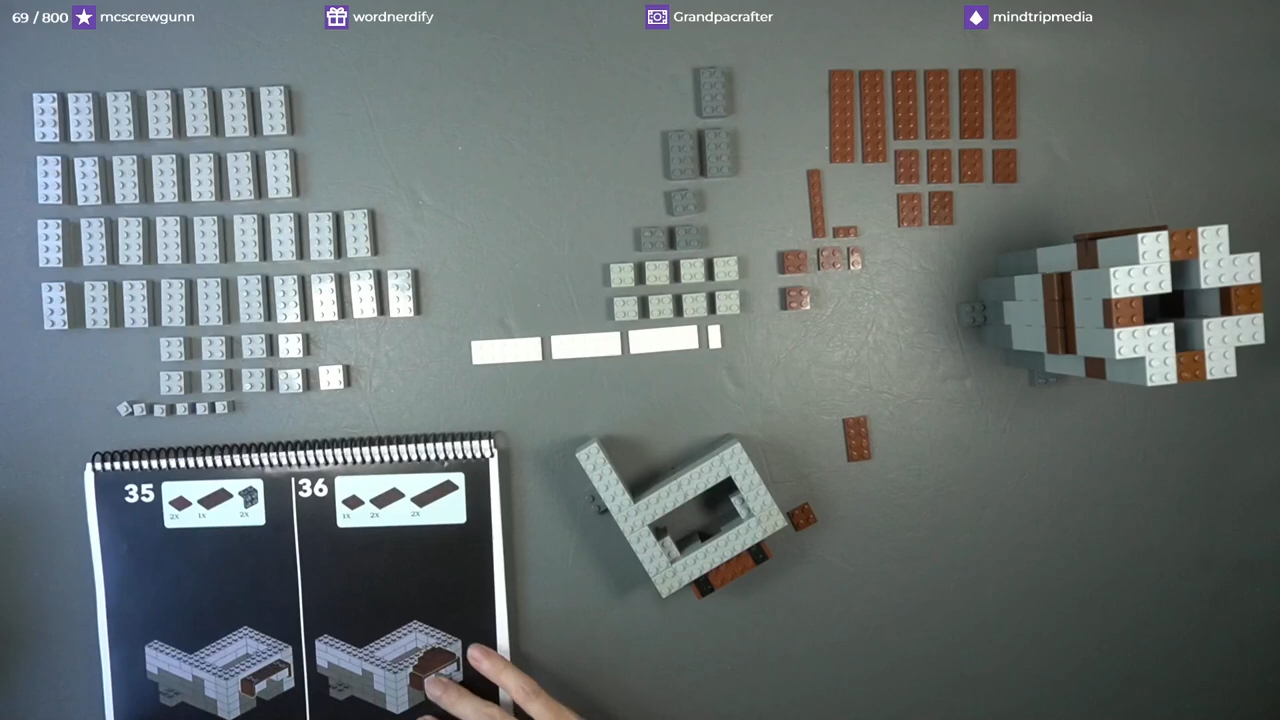 69 / 800 mcscrewgunn wordnerdify Grandpacrafter mindtripmedia
35 36
2X 1X 2X 1X 2X 2X